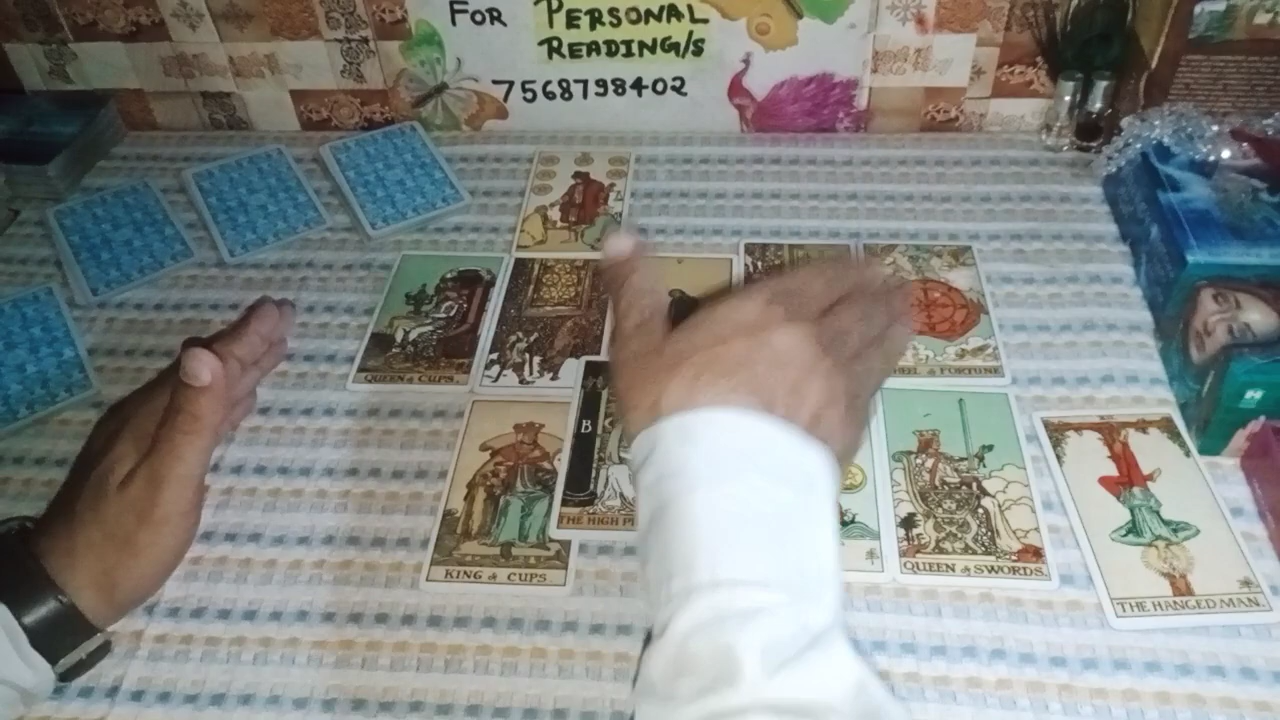 FOR PERSONAL
READING/S
7568798402
QUEEN of CUPS.
HEEL of FORTUNE
B
KING of CUPS
THE HIGH P
QUEEN of SWORDS.
THE HANGED MAN.